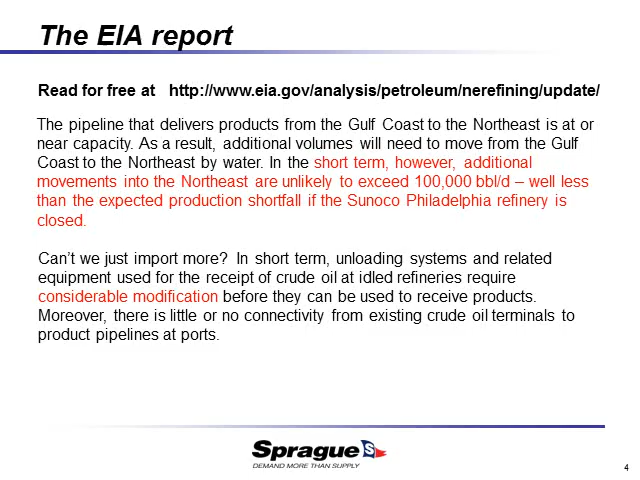 The EIA report
Read for free at http://www.eia.gov/analysis/petroleum/nerefining/update/
The pipeline that delivers products from the Gulf Coast to the Northeast is at or
near capacity. As a result, additional volumes will need to move from the Gulf
Coast to the Northeast by water. In the short term, however, additional
movements into the Northeast are unlikely to exceed 100,000 bbl/d – well less
than the expected production shortfall if the Sunoco Philadelphia refinery is
closed.
Can’t we just import more? In short term, unloading systems and related
equipment used for the receipt of crude oil at idled refineries require
considerable modification before they can be used to receive products.
Moreover, there is little or no connectivity from existing crude oil terminals to
product pipelines at ports.
Sprague S
DEMAND MORE THAN SUPPLY
4